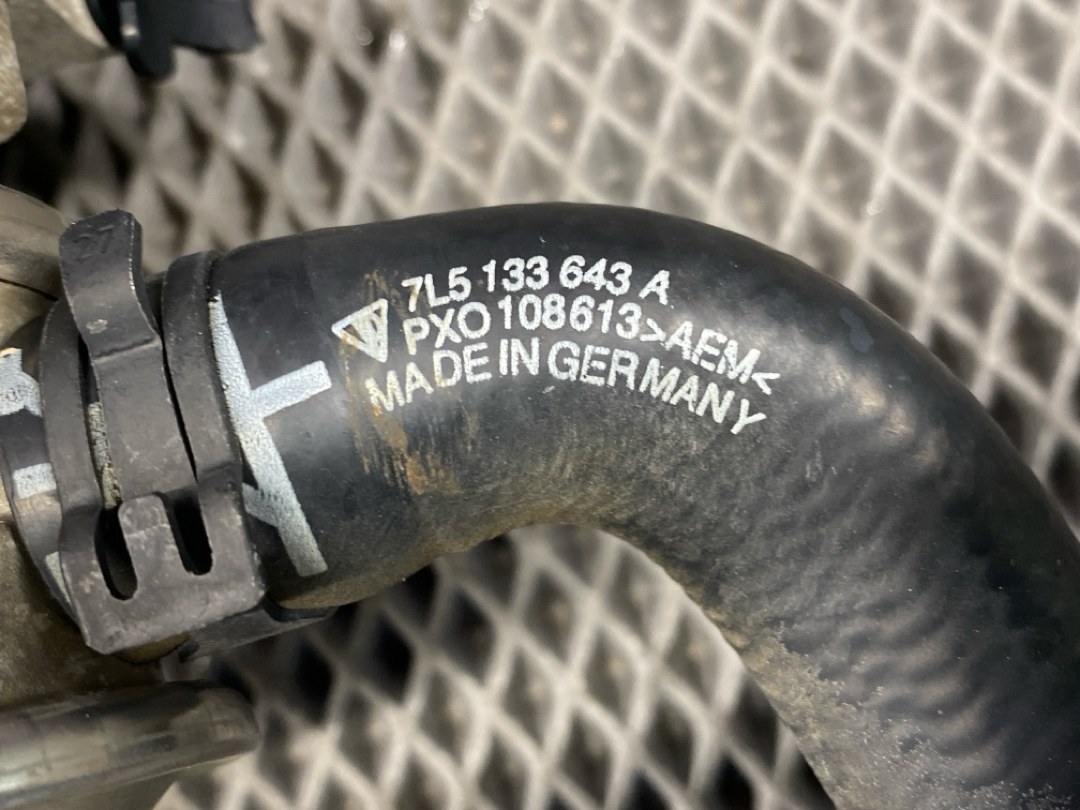 7L5 133 643 A
PXO 108613>AEM<
MADE IN GERMANY